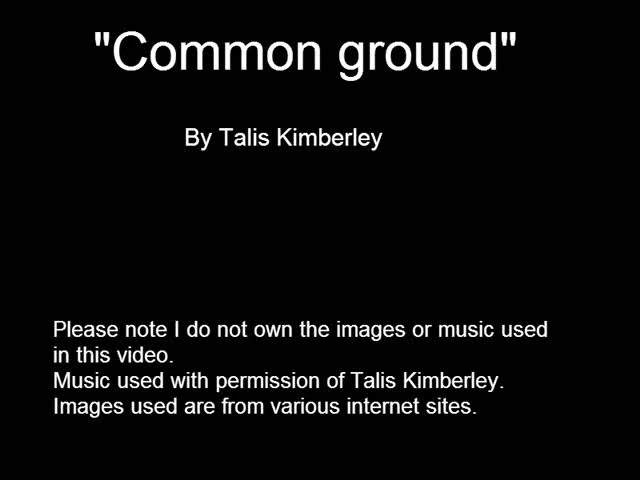 "Common ground"
By Talis Kimberley
Please note I do not own the images or music used
in this video.
Music used with permission of Talis Kimberley.
Images used are from various internet sites.